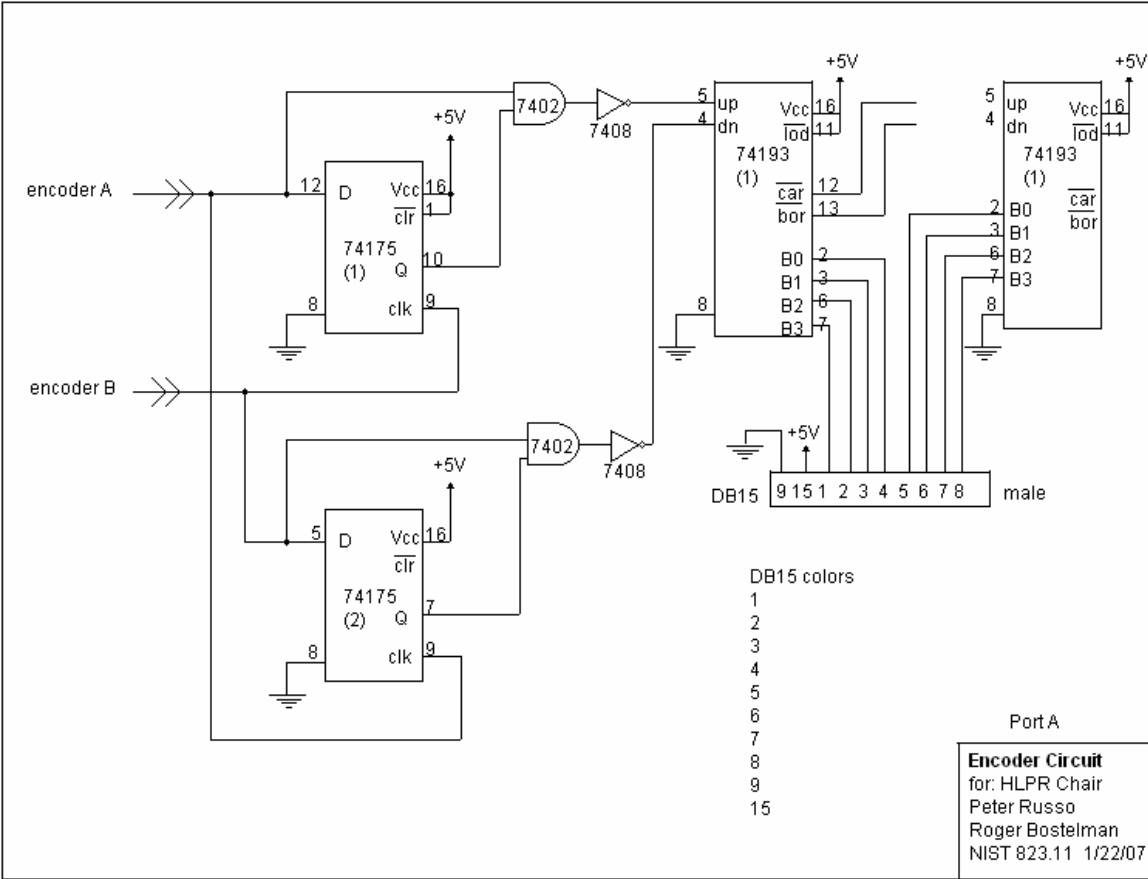 +5V
+5V
5 up
4 dn
Vcc 16
lod 11
74193
(1)
car 12
bor 13
B0 2
B1 3
B2 6
B3 7
8
5 up
4 dn
Vcc 16
lod 11
74193
(1)
car
bor
2 B0
3 B1
6 B2
7 B3
8
7402
7408
+5V
encoder A
12 D
Vcc 16
clr 1
74175
(1) Q 10
8
clk 9
encoder B
7402
7408
+5V
5 D
Vcc 16
clr
74175
(2) Q 7
8
clk 9
+5V
DB15 9 15 1 2 3 4 5 6 7 8 male
DB15 colors
1
2
3
4
5
6
7
8
9
15
Port A
Encoder Circuit
for: HLPR Chair
Peter Russo
Roger Bostelman
NIST 823.11 1/22/07